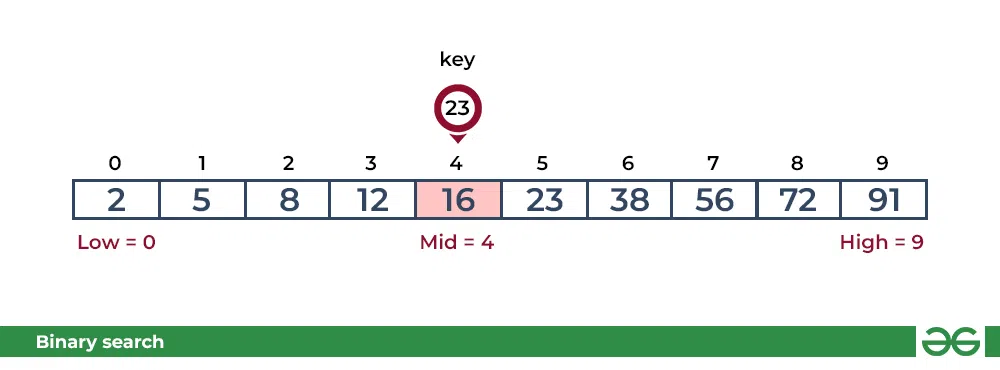 key
23
0 1 2 3 4 5 6 7 8 9
2 5 8 12 16 23 38 56 72 91
Low = 0 Mid = 4 High = 9
Binary search